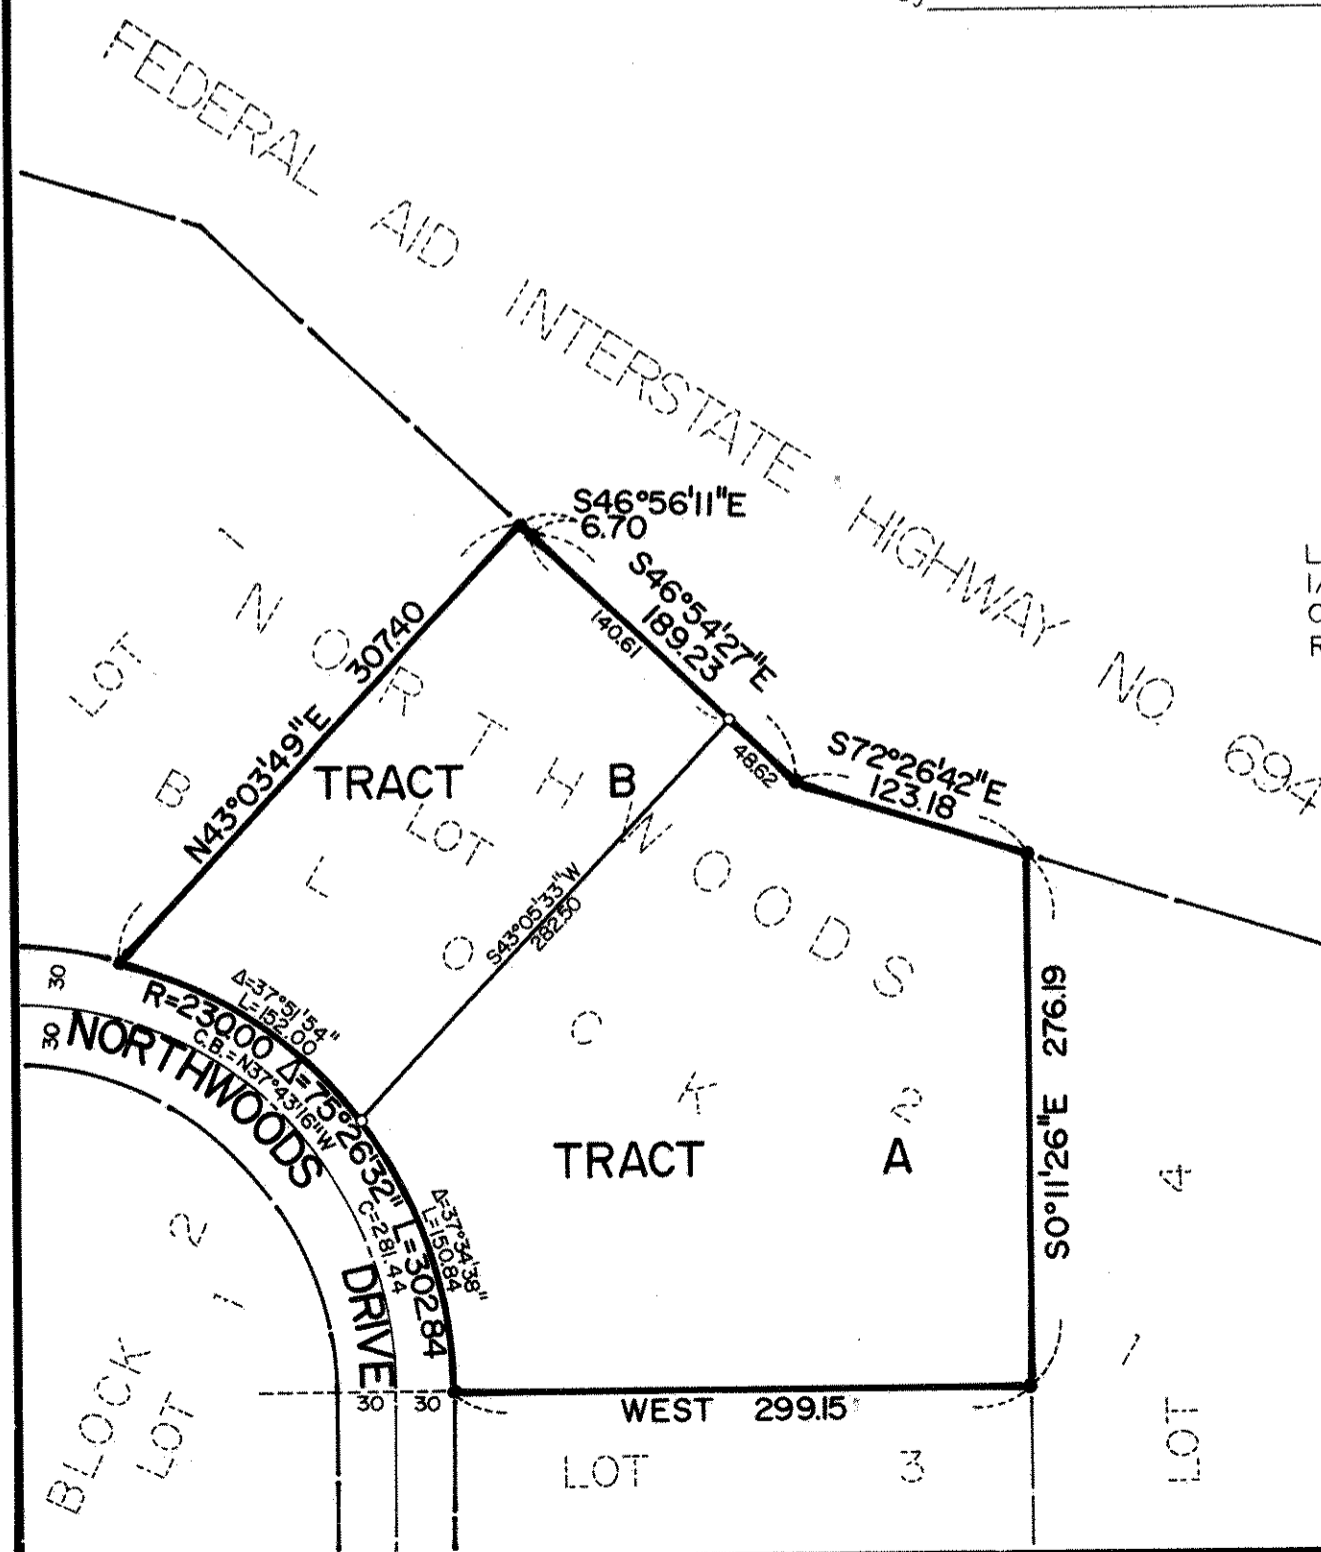 FEDERAL AID INTERSTATE HIGHWAY NO. 694
S46°56'11"E
6.70
S46°54'27"E
189.23
140.61
48.62
S72°26'42"E
123.18
N43°03'49"E 307.40
LOT 1
NORTHWOODS
BLOCK 2
TRACT B
LOT
S43°05'33"W
282.50
30
30
NORTHWOODS DRIVE
R=230.00 Δ=75°26'32" L=302.84
C.B.=N37°43'16"W C=281.44
Δ=37°51'54"
L=152.00
Δ=37°34'38"
L=150.84
TRACT A
S0°11'26"E 276.19
LOT 1 4
WEST 299.15
30 30
LOT 3
BLOCK 1 2
LOT